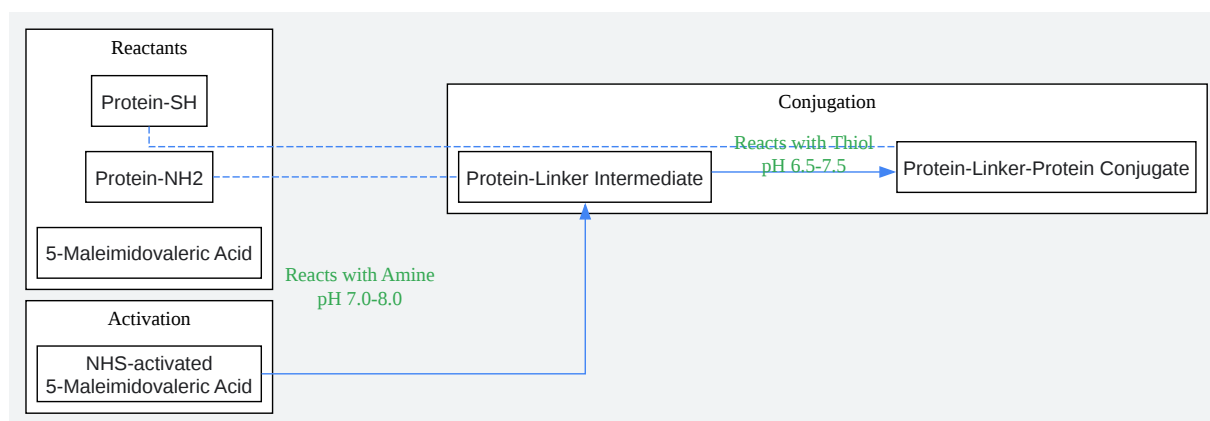 Reactants
Protein-SH
Protein-NH2
5-Maleimidovaleric Acid
Activation
NHS-activated
5-Maleimidovaleric Acid
Reacts with Amine
pH 7.0-8.0
Conjugation
Protein-Linker Intermediate
Reacts with Thiol
pH 6.5-7.5
Protein-Linker-Protein Conjugate